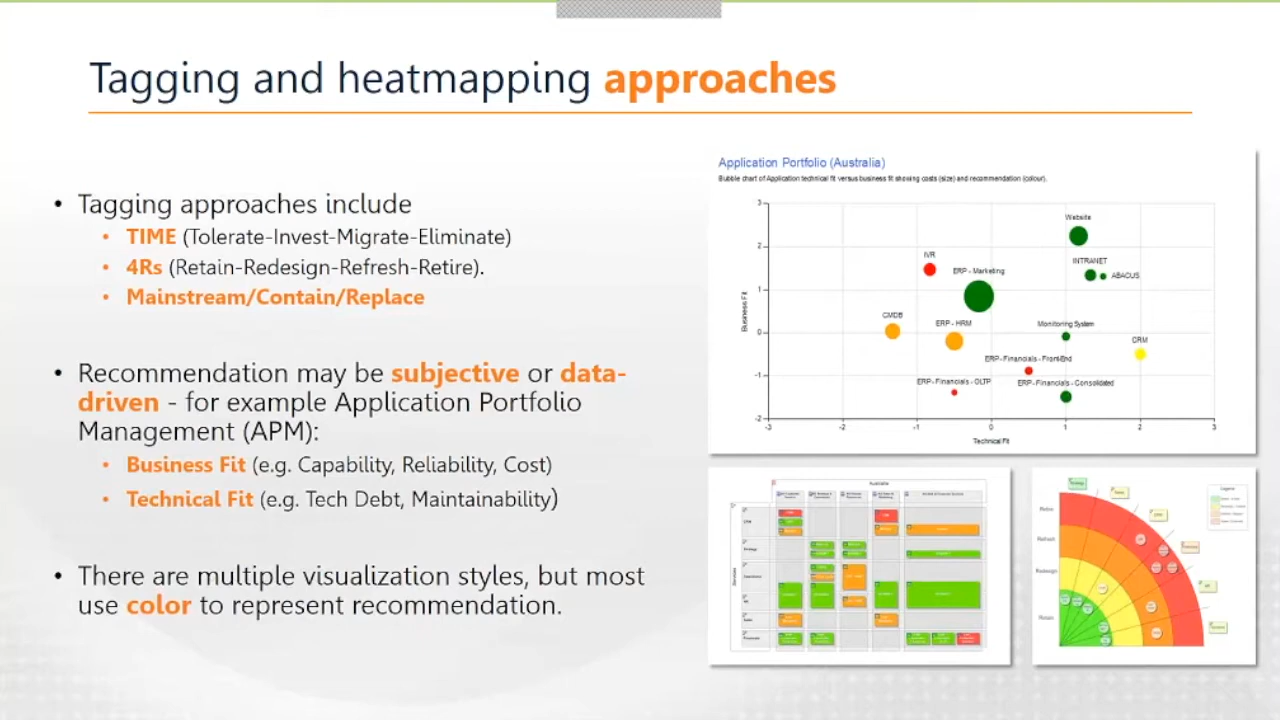 Tagging and heatmapping approaches
• Tagging approaches include
• TIME (Tolerate-Invest-Migrate-Eliminate)
• 4Rs (Retain-Redesign-Refresh-Retire).
• Mainstream/Contain/Replace
• Recommendation may be subjective or data-
driven - for example Application Portfolio
Management (APM):
• Business Fit (e.g. Capability, Reliability, Cost)
• Technical Fit (e.g. Tech Debt, Maintainability)
• There are multiple visualization styles, but most
use color to represent recommendation.
Application Portfolio (Australia)
Bubble chart of Application technical fit versus business fit showing costs (size) and recommendation (colour).
3
2
1
0
-1
-2
Business Fit
Website
IVR
INTRANET
ERP - Marketing
ABACUS
CMDB
ERP - HRM
Monitoring System
CRM
ERP - Financials - FrontEnd
ERP - Financials - OLTP
ERP - Financials - Consolidated
-3
-2
-1
0
1
2
3
Technical Fit
Australia
Retire
Refresh
Redesign
Retain